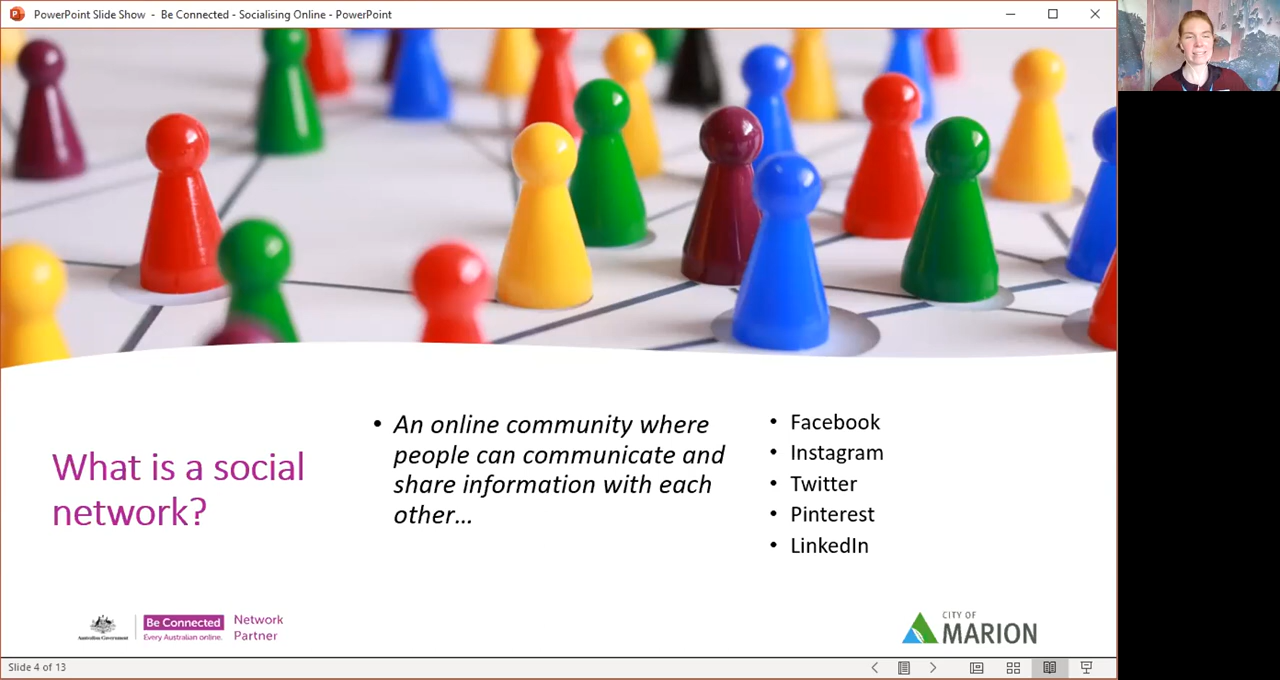 PowerPoint Slide Show - Be Connected - Socialising Online - PowerPoint
What is a social
network?
• An online community where
people can communicate and
share information with each
other...
• Facebook
• Instagram
• Twitter
• Pinterest
• LinkedIn
Australian Government
Be Connected
Every Australian online.
Network
Partner
CITY OF
MARION
Slide 4 of 13